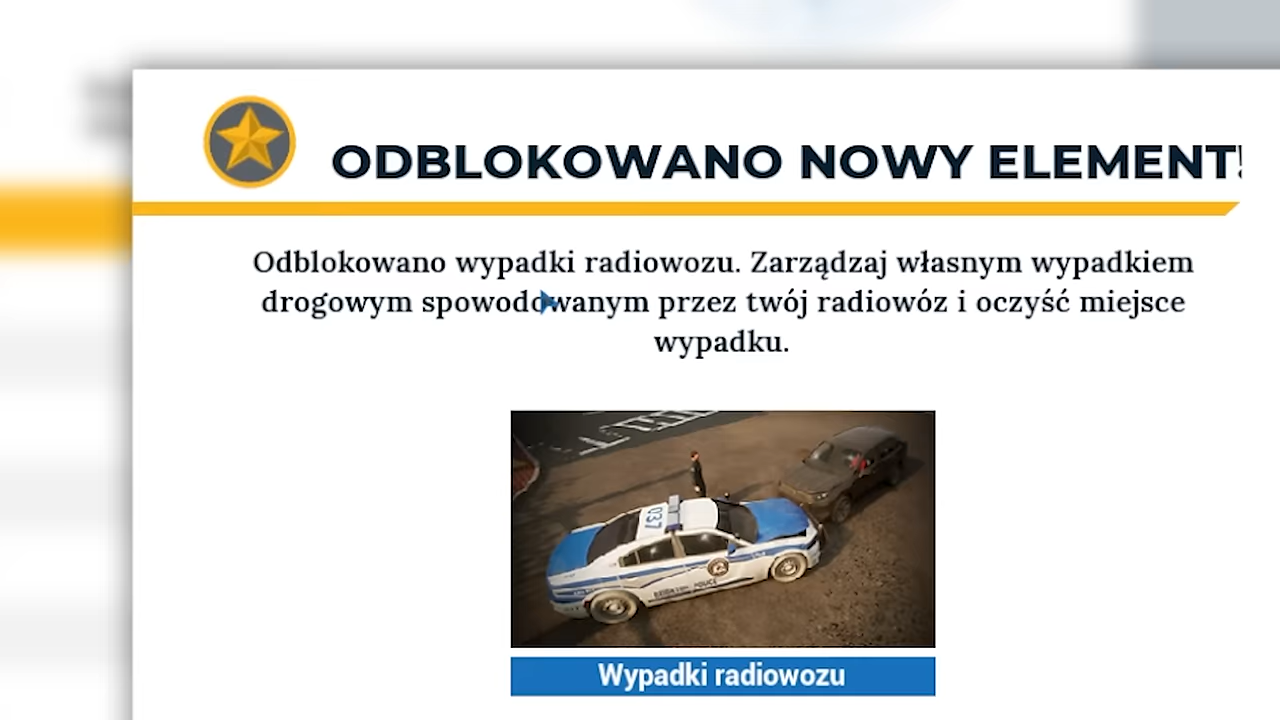 ODBLOKOWANO NOWY ELEMENT!
Odblokowano wypadki radiowozu. Zarządzaj własnym wypadkiem
drogowym spowodowanym przez twój radiowóz i oczyść miejsce
wypadku.
037
POLICE
Wypadki radiowozu